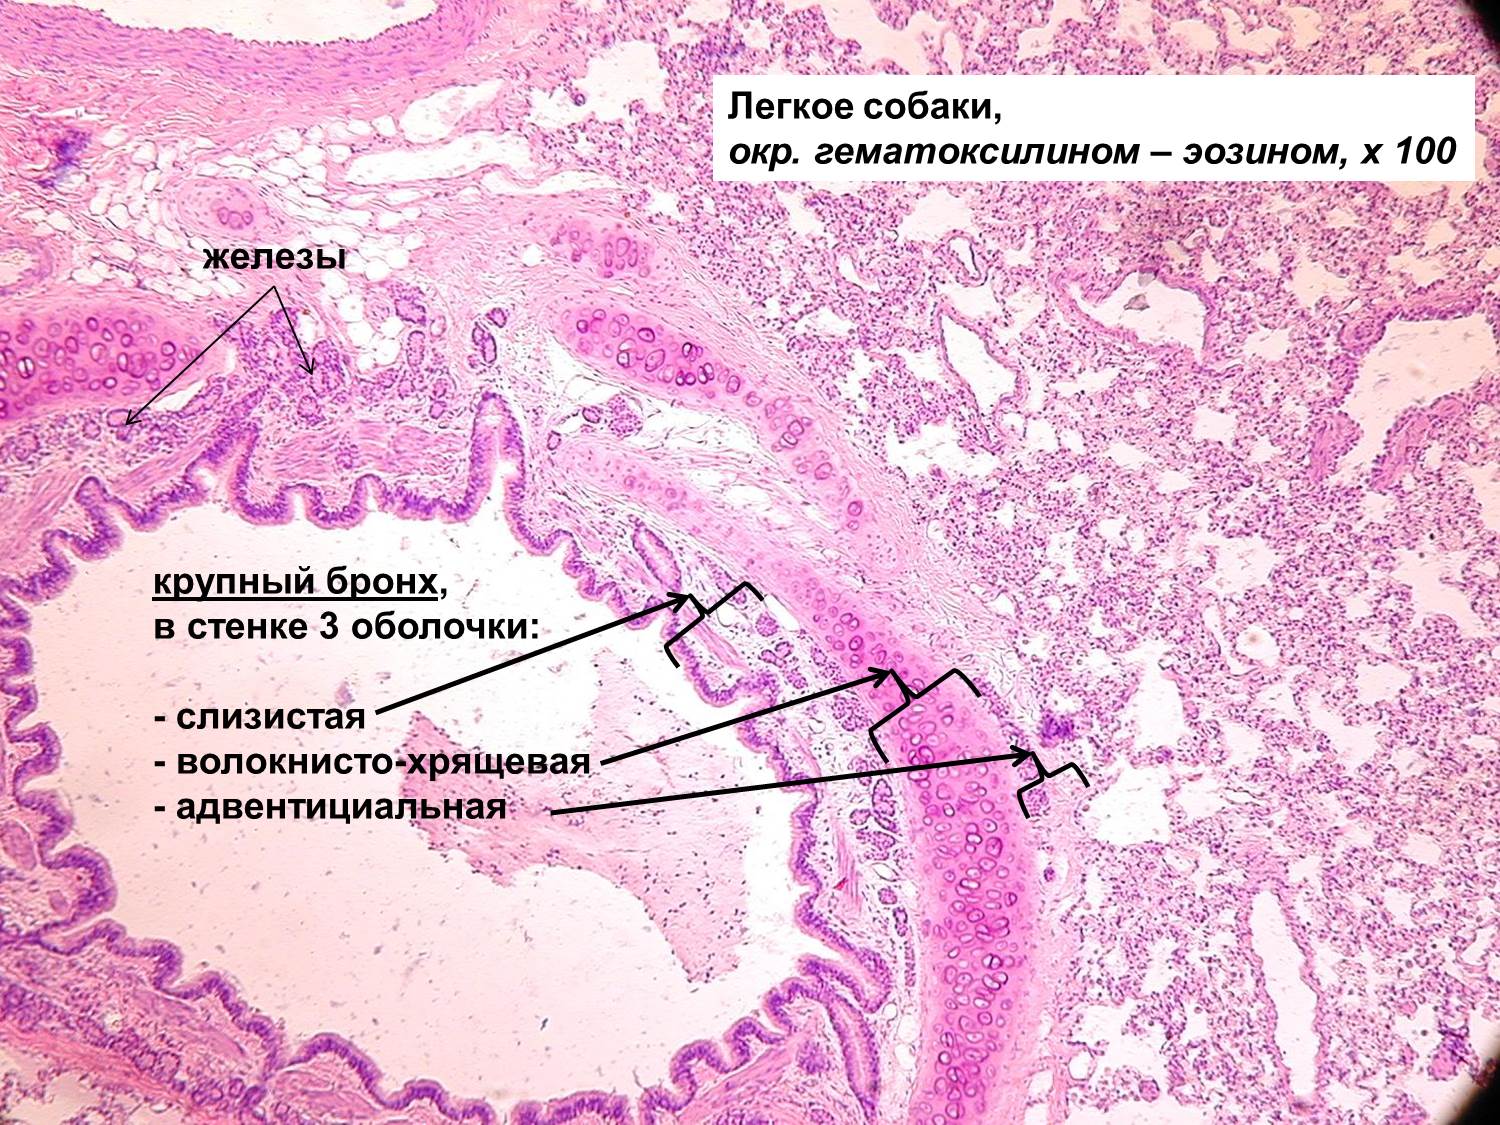 Легкое собаки,
окр. гематоксилином – эозином, х 100
железы
крупный бронх,
в стенке 3 оболочки:
- слизистая
- волокнисто-хрящевая
- адвентициальная